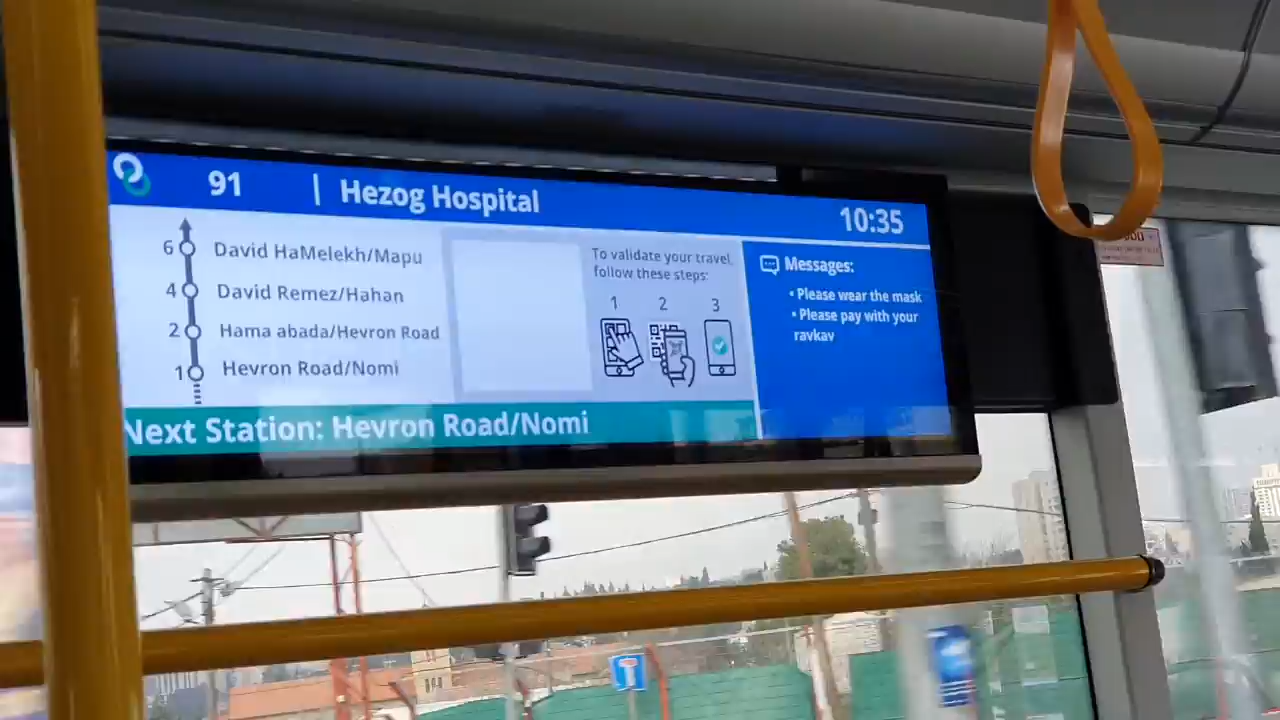 91 | Hezog Hospital
10:35
6 David HaMelekh/Mapu
4 David Remez/Hahan
2 Hama abada/Hevron Road
1 Hevron Road/Nomi
To validate your travel,
follow these steps:
1 2 3
Messages:
• Please wear the mask
• Please pay with your
ravkav
Next Station: Hevron Road/Nomi